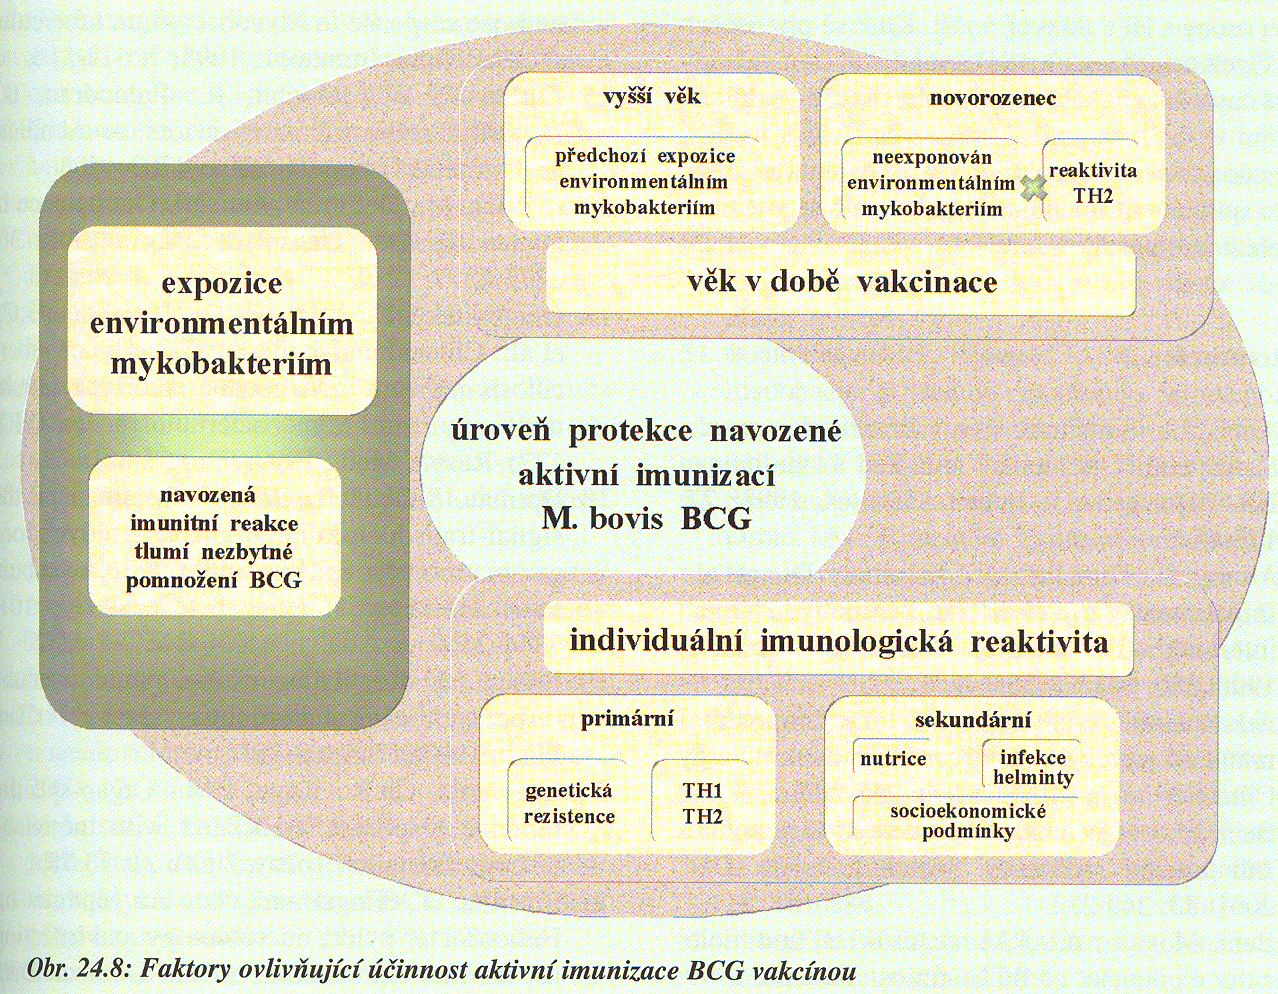 vyšší věk
předchozí expozice
environmentálním
mykobakteriím
novorozenec
neexponován
environmentálním
mykobakteriím
reaktivita
TH2
věk v době vakcinace
expozice
environmentálním
mykobakteriím
navozená
imunitní reakce
tlumí nezbytné
pomnožení BCG
úroveň protekce navozené
aktivní imunizací
M. bovis BCG
individuální imunologická reaktivita
primární
genetická
rezistence
TH1
TH2
sekundární
nutrice
infekce
helminty
socioekonomické
podmínky
Obr. 24.8: Faktory ovlivňující účinnost aktivní imunizace BCG vakcínou